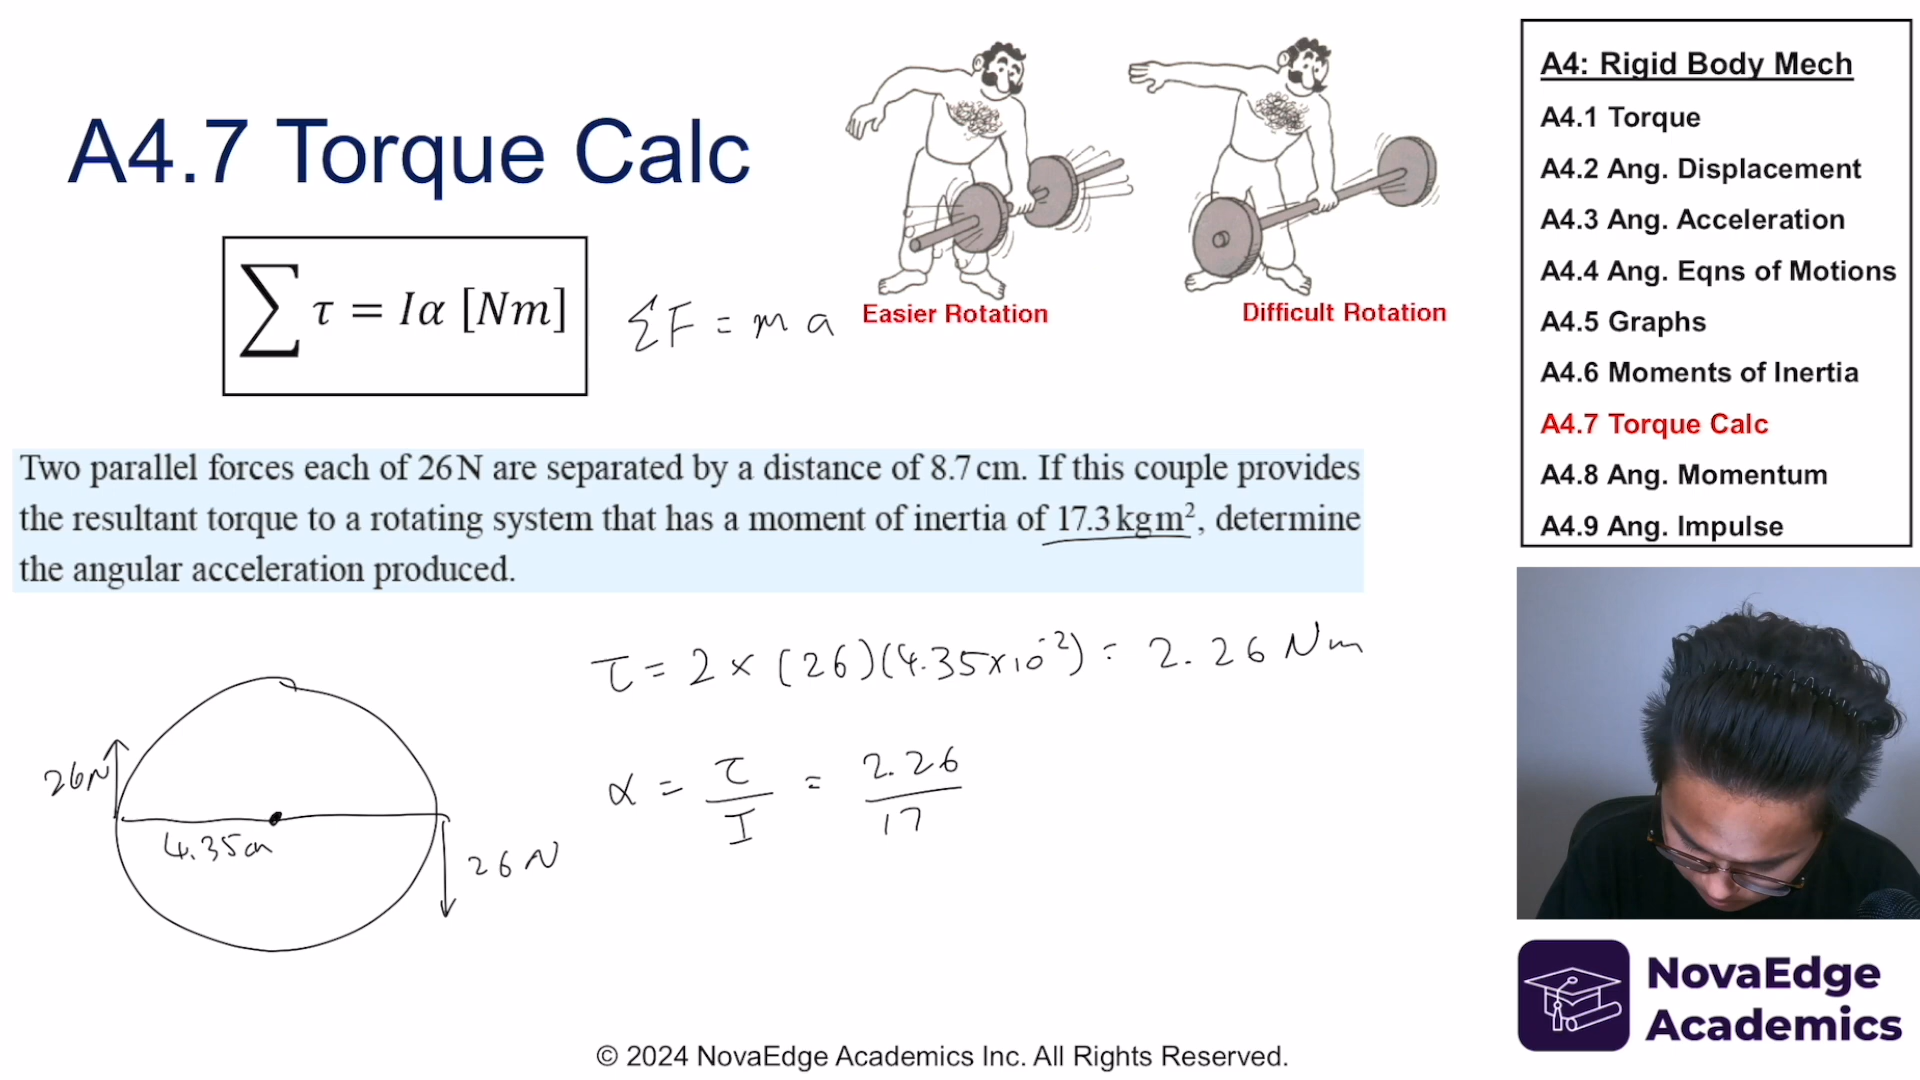 A4.7 Torque Calc
∑ τ = Iα [Nm]
ΣF = ma
Easier Rotation
Difficult Rotation
Two parallel forces each of 26 N are separated by a distance of 8.7 cm. If this couple provides
the resultant torque to a rotating system that has a moment of inertia of 17.3 kg m², determine
the angular acceleration produced.
τ = 2 × (26)(4.35×10⁻²) = 2.26 Nm
α = τ/I = 2.26/17
26N
4.35cm
26 N
A4: Rigid Body Mech
A4.1 Torque
A4.2 Ang. Displacement
A4.3 Ang. Acceleration
A4.4 Ang. Eqns of Motions
A4.5 Graphs
A4.6 Moments of Inertia
A4.7 Torque Calc
A4.8 Ang. Momentum
A4.9 Ang. Impulse
NovaEdge
Academics
© 2024 NovaEdge Academics Inc. All Rights Reserved.